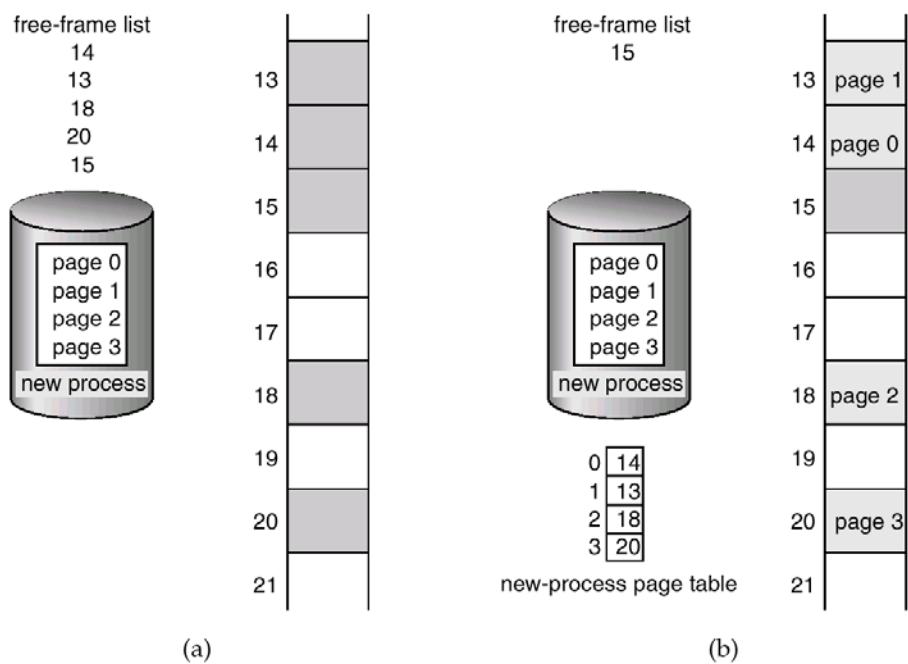 free-frame list
14
13
18
20
15
page 0
page 1
page 2
page 3
new process
13
14
15
16
17
18
19
20
21
(a)
free-frame list
15
page 0
page 1
page 2
page 3
new process
0 14
1 13
2 18
3 20
new-process page table
13 page 1
14 page 0
15
16
17
18 page 2
19
20 page 3
21
(b)